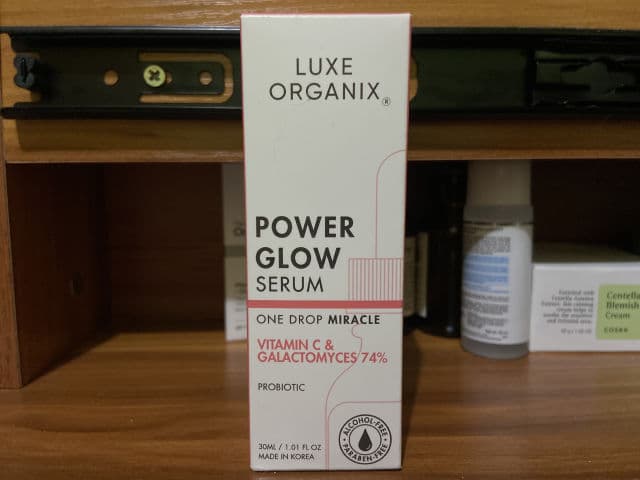 LUXE
ORGANIX®
POWER
GLOW
SERUM
ONE DROP MIRACLE
VITAMIN C &
GALACTOMYCES 74%
PROBIOTIC
30ML / 1.01 FL OZ
MADE IN KOREA
ALCOHOL-FREE
PARABEN-FREE
Centella
Blemish
Cream
COSRX